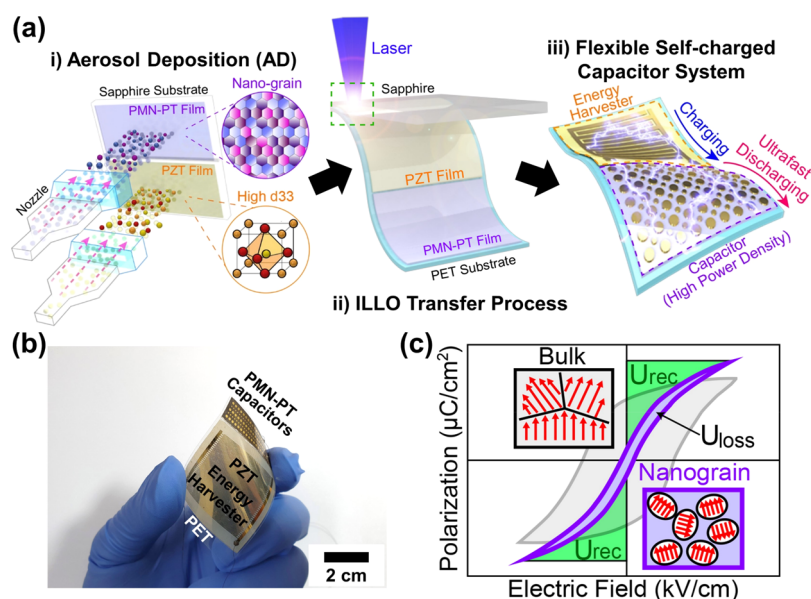 (a)
i) Aerosol Deposition (AD)
Sapphire Substrate
Nano-grain
PMN-PT Film
PZT Film
Nozzle
High d33
Laser
Sapphire
PZT Film
PMN-PT Film
PET Substrate
ii) ILLO Transfer Process
iii) Flexible Self-charged
Capacitor System
Energy
Harvester
Charging
Ultrafast
Discharging
Capacitor
(High Power Density)
(b)
PMN-PT
Capacitors
PZT
Energy
Harvester
PET
2 cm
(c)
Polarization (µC/cm²)
Bulk
Urec
Uloss
Nanograin
Urec
Electric Field (kV/cm)